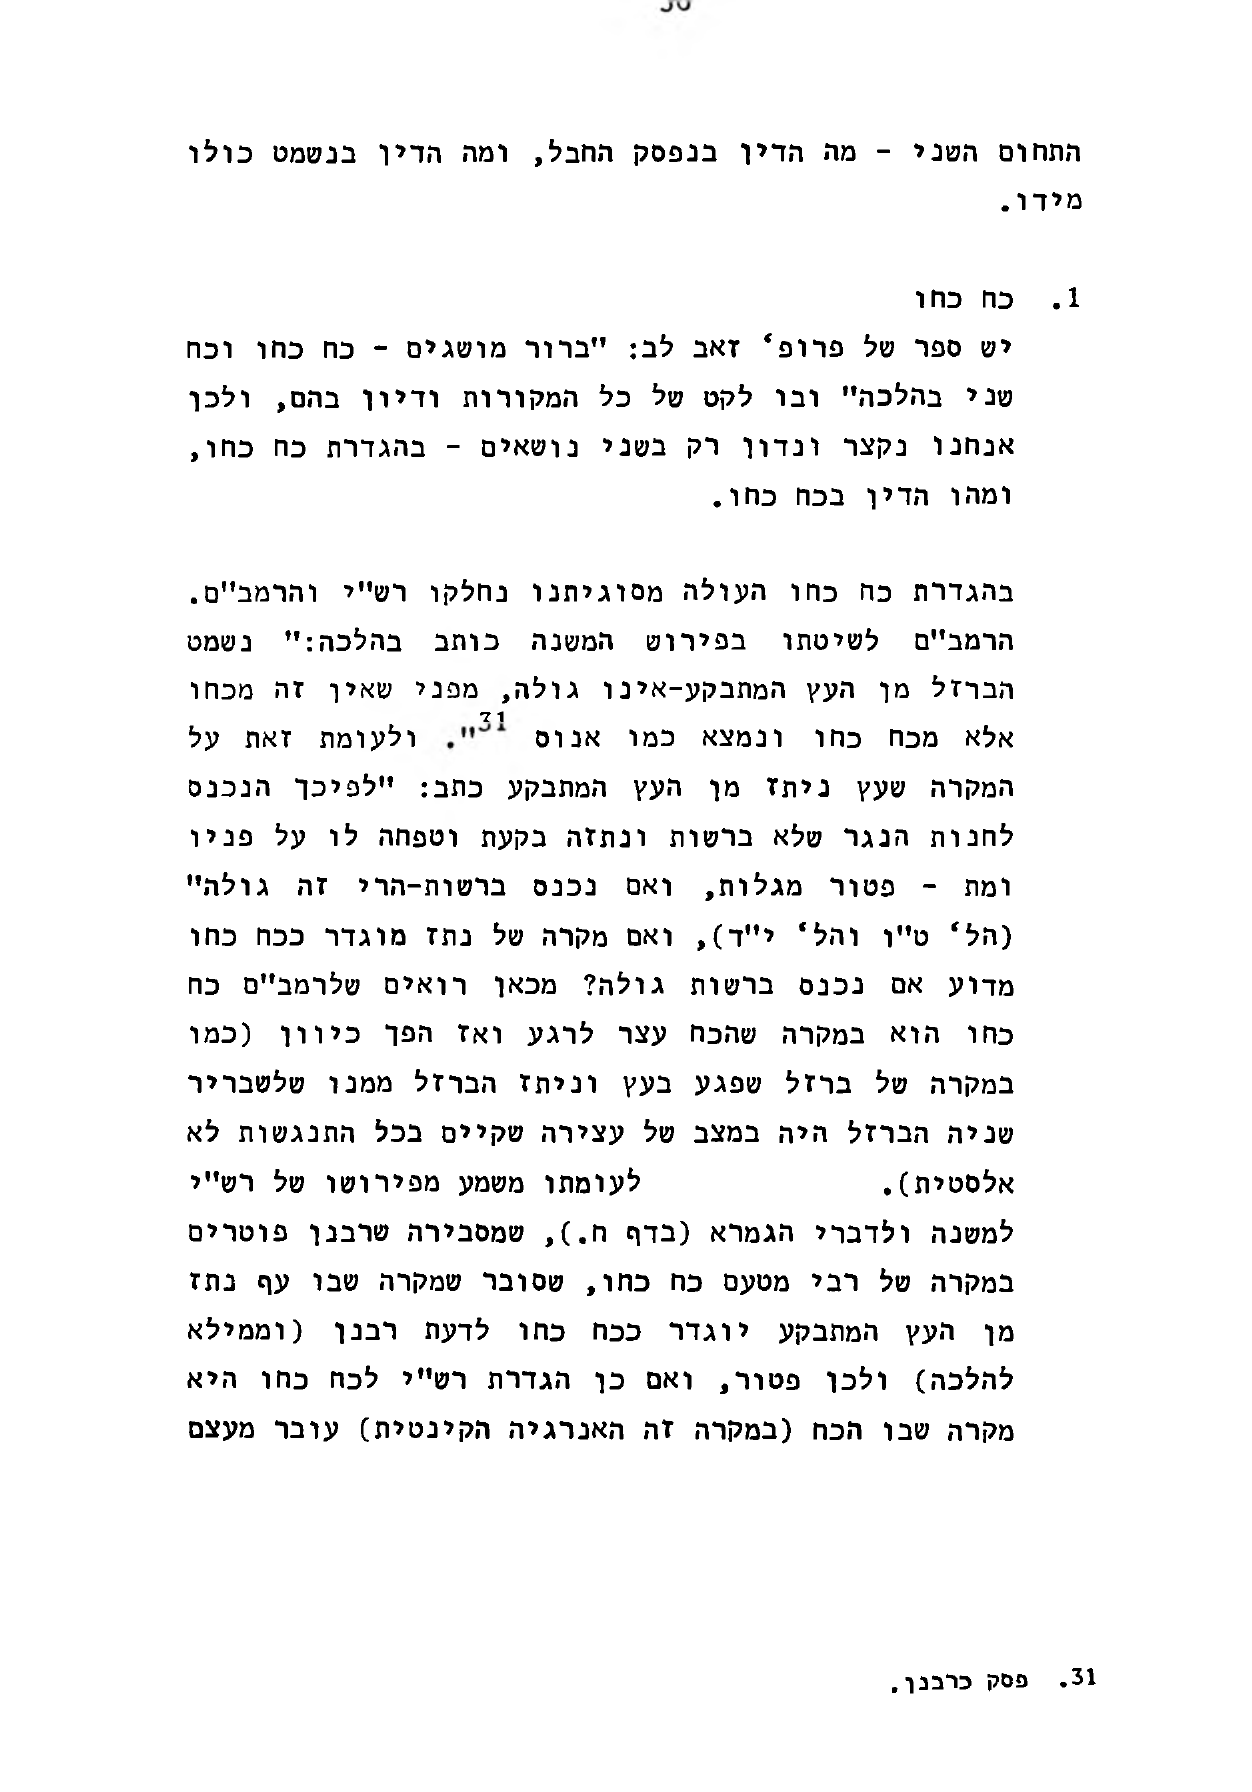 התחום השני - מה הדין בנפסק החבל, ומה הדין בנשמט כולו
מידו.
1. כח כחו
יש ספר של פרופ' זאב לב: "ברור מושגים - כח כחו וכח
שני בהלכה" ובו לקט של כל המקורות ודיון בהם, ולכן
אנחנו נקצר ונדון רק בשני נושאים - בהגדרת כח כחו,
ומהו הדין בכח כחו.
בהגדרת כח כחו העולה מסוגיתנו נחלקו רש"י והרמב"ם.
הרמב"ם לשיטתו בפירוש המשנה כותב בהלכה:" נשמט
הברזל מן העץ המתבקע-אינו גולה, מפני שאין זה מכחו
אלא מכח כחו ונמצא כמו אנוס 31". ולעומת זאת על
המקרה שעץ ניתז מן העץ המתבקע כתב: "לפיכך הנכנס
לחנות הנגר שלא ברשות ונתזה בקעת וטפחה לו על פניו
ומת - פטור מגלות, ואם נכנס ברשות-הרי זה גולה"
(הל' ט"ו והל' י"ד), ואם מקרה של נתז מוגדר ככח כחו
מדוע אם נכנס ברשות גולה? מכאן רואים שלרמב"ם כח
כחו הוא במקרה שהכח עצר לרגע ואז הפך כיוון (כמו
במקרה של ברזל שפגע בעץ וניתז הברזל ממנו שלשבריר
שניה הברזל היה במצב של עצירה שקיים בכל התנגשות לא
אלסטית). לעומתו משמע מפירושו של רש"י
למשנה ולדברי הגמרא (בדף ח.), שמסבירה שרבנן פוטרים
במקרה של רבי מטעם כח כחו, שסובר שמקרה שבו עף נתז
מן העץ המתבקע יוגדר ככח כחו לדעת רבנן (וממילא
להלכה) ולכן פטור, ואם כן הגדרת רש"י לכח כחו היא
מקרה שבו הכח (במקרה זה האנרגיה הקינטית) עובר מעצם
31. פסק כרבנן.